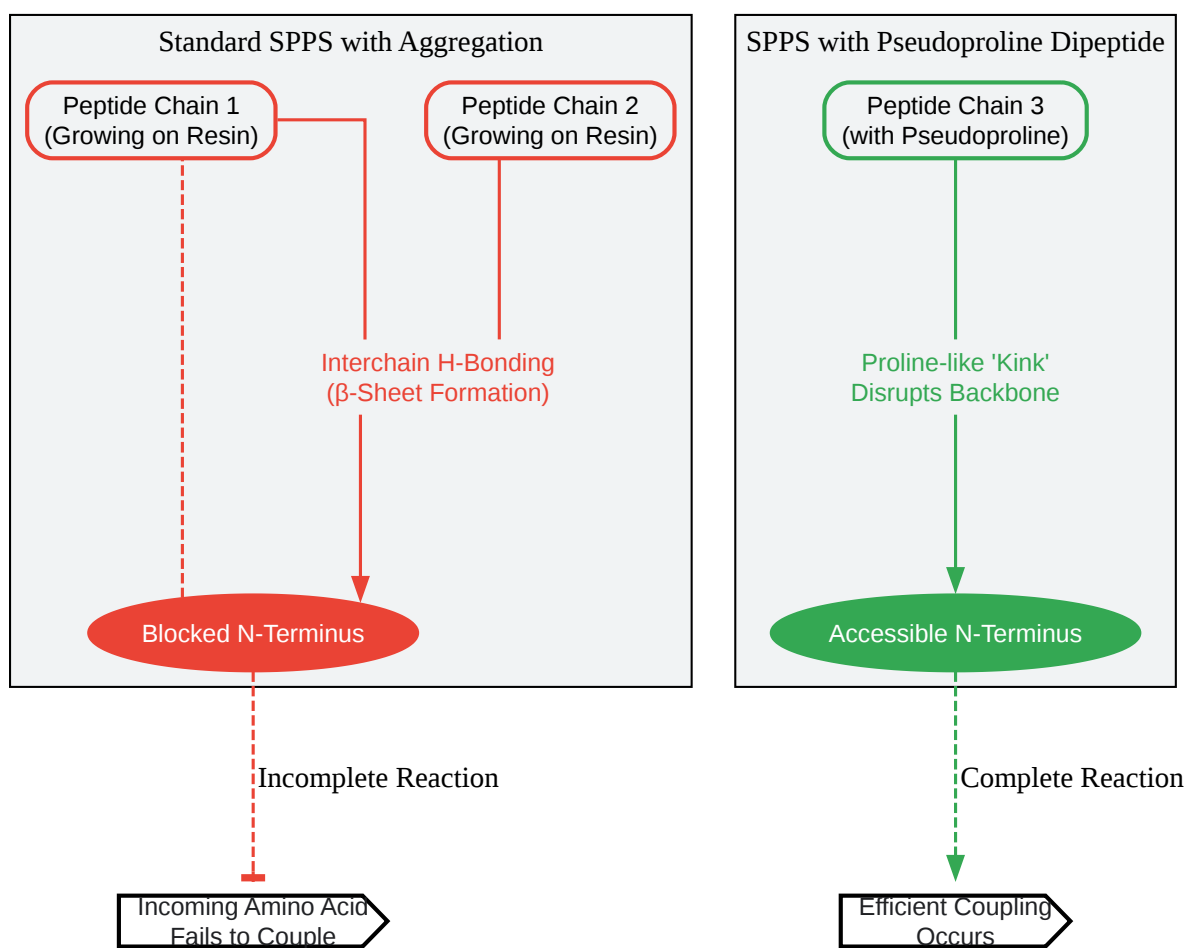 Standard SPPS with Aggregation
Peptide Chain 1
(Growing on Resin)
Peptide Chain 2
(Growing on Resin)
Interchain H-Bonding
(β-Sheet Formation)
Blocked N-Terminus
Incomplete Reaction
Incoming Amino Acid
Fails to Couple
SPPS with Pseudoproline Dipeptide
Peptide Chain 3
(with Pseudoproline)
Proline-like 'Kink'
Disrupts Backbone
Accessible N-Terminus
Complete Reaction
Efficient Coupling
Occurs